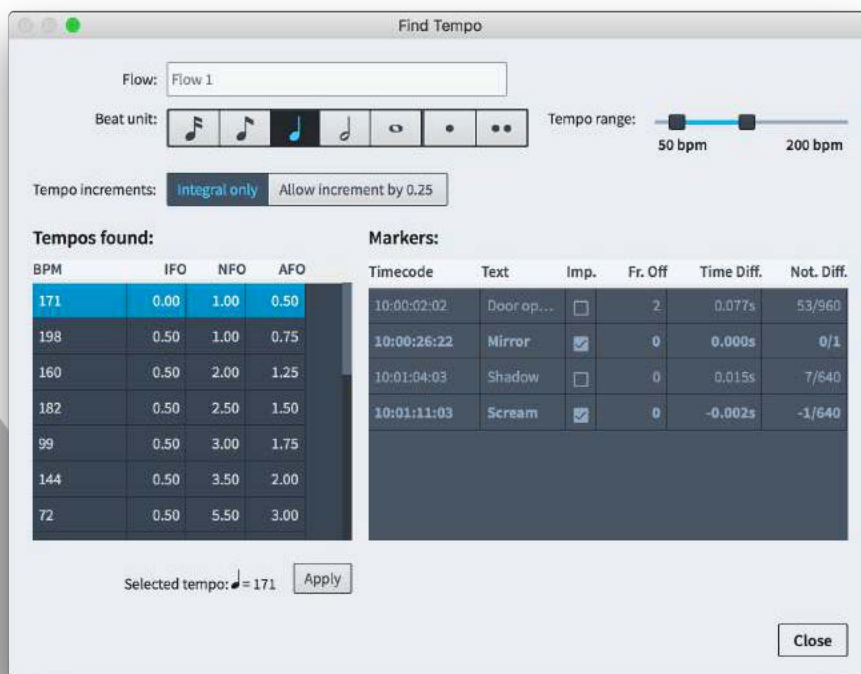 Find Tempo
Flow: Flow 1
Beat unit:
Tempo range:
50 bpm 200 bpm
Tempo increments: Integral only Allow increment by 0.25
Tempos found:
BPM IFO NFO AFO
171 0.00 1.00 0.50
198 0.50 1.00 0.75
160 0.50 2.00 1.25
182 0.50 2.50 1.50
99 0.50 3.00 1.75
144 0.50 3.50 2.00
72 0.50 5.50 3.00
Selected tempo: = 171 Apply
Markers:
Timecode Text Imp. Fr. Off Time Diff. Not. Diff.
10:00:02:02 Door op... 2 0.077s 53/960
10:00:26:22 Mirror 0 0.000s 0/1
10:01:04:03 Shadow 0 0.015s 7/640
10:01:11:03 Scream 0 -0.002s -1/640
Close